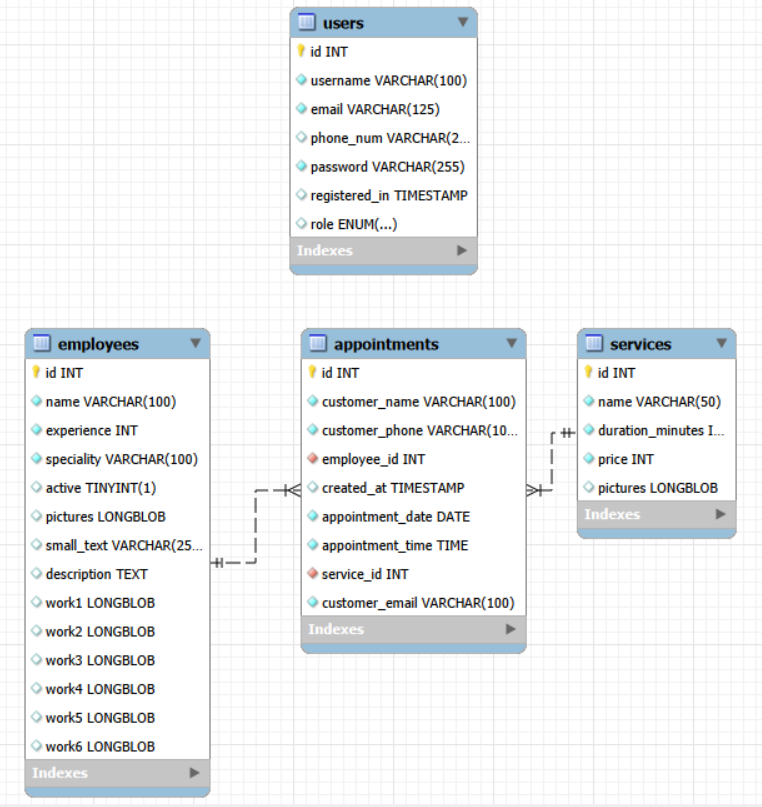 users
id INT
username VARCHAR(100)
email VARCHAR(125)
phone_num VARCHAR(2...
password VARCHAR(255)
registered_in TIMESTAMP
role ENUM(...)
Indexes
employees
id INT
name VARCHAR(100)
experience INT
speciality VARCHAR(100)
active TINYINT(1)
pictures LONGBLOB
small_text VARCHAR(25...
description TEXT
work1 LONGBLOB
work2 LONGBLOB
work3 LONGBLOB
work4 LONGBLOB
work5 LONGBLOB
work6 LONGBLOB
Indexes
appointments
id INT
customer_name VARCHAR(100)
customer_phone VARCHAR(10...
employee_id INT
created_at TIMESTAMP
appointment_date DATE
appointment_time TIME
service_id INT
customer_email VARCHAR(100)
Indexes
services
id INT
name VARCHAR(50)
duration_minutes I...
price INT
pictures LONGBLOB
Indexes